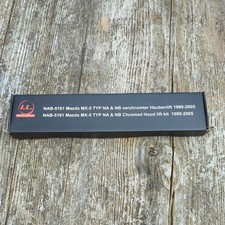 I.L.
NAB-5161 Mazda MX-5 TYP NA & NB verchromter Haubenlift 1989-2005
NAB-5161 Mazda MX-5 TYP NA & NB Chromed Hood lift kit 1989-2005